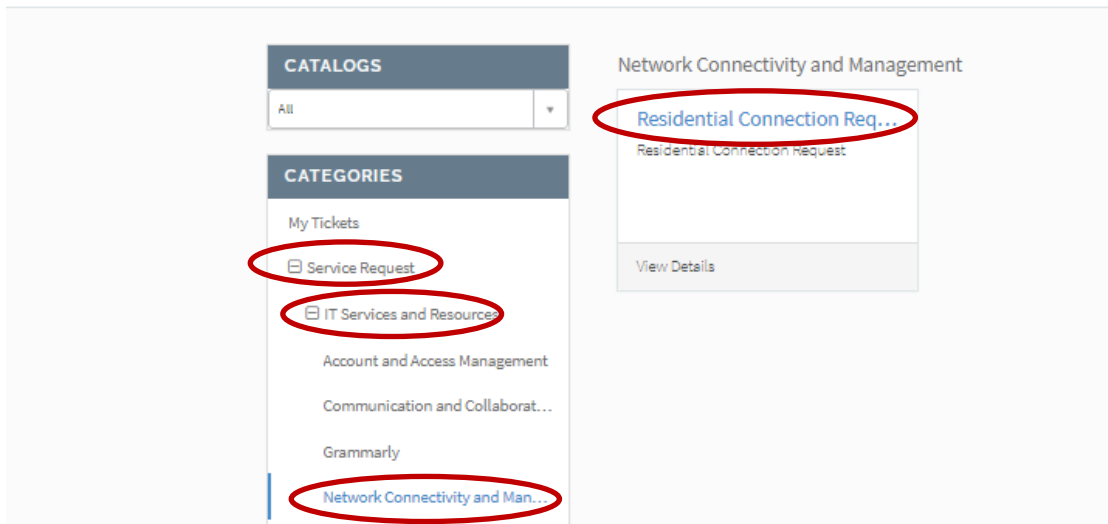 CATALOGS
All
CATEGORIES
My Tickets
Service Request
IT Services and Resources
Account and Access Management
Communication and Collaborat...
Grammarly
Network Connectivity and Man...
Network Connectivity and Management
Residential Connection Req...
Residential Connection Request
View Details